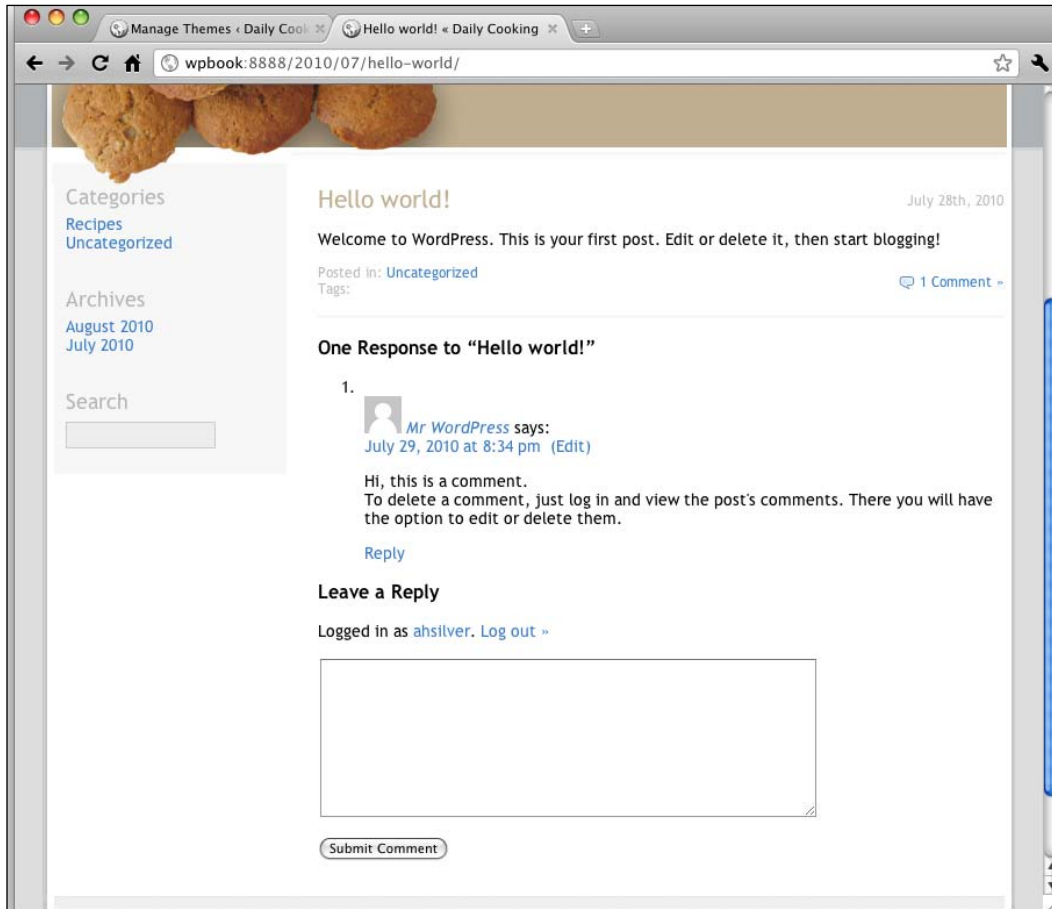 Manage Themes ‹ Daily Cook
Hello world! « Daily Cooking
wpbook:8888/2010/07/hello-world/
Categories
Recipes
Uncategorized
Archives
August 2010
July 2010
Search
Hello world!
July 28th, 2010
Welcome to WordPress. This is your first post. Edit or delete it, then start blogging!
Posted in: Uncategorized
Tags:
1 Comment »
One Response to “Hello world!”
1.
Mr WordPress says:
July 29, 2010 at 8:34 pm (Edit)
Hi, this is a comment.
To delete a comment, just log in and view the post's comments. There you will have
the option to edit or delete them.
Reply
Leave a Reply
Logged in as ahsilver. Log out »
Submit Comment